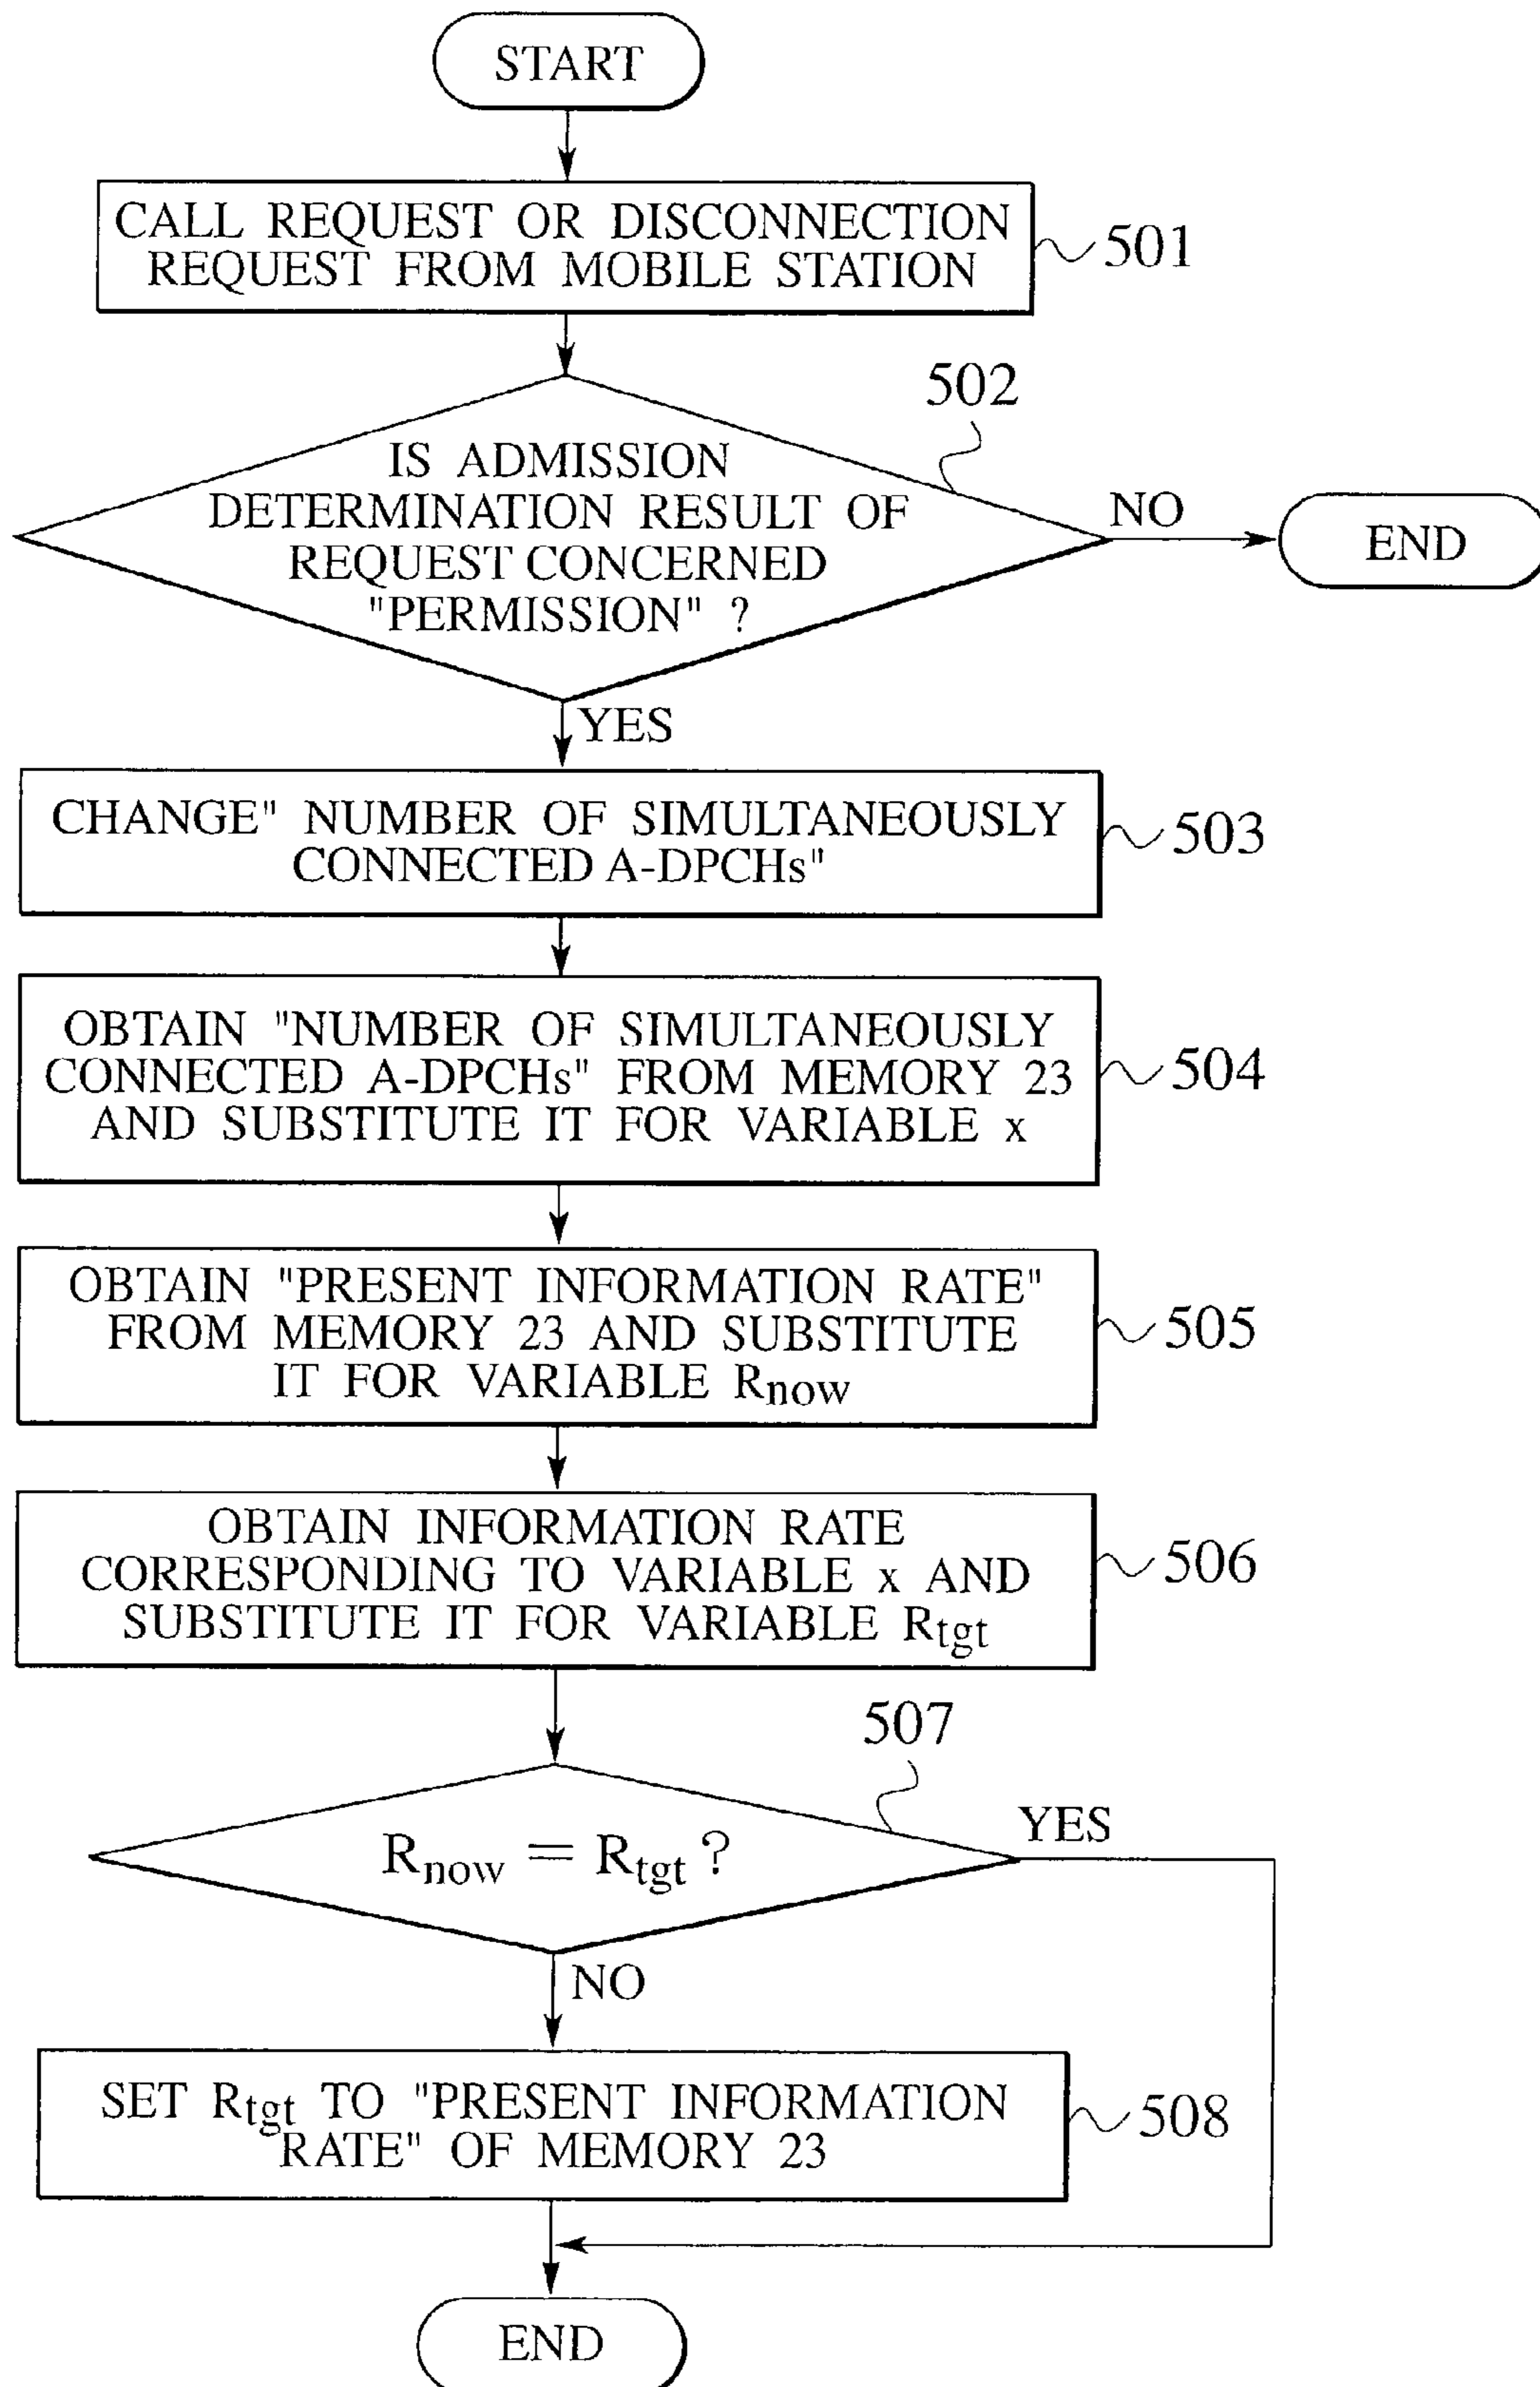 START
CALL REQUEST OR DISCONNECTION
REQUEST FROM MOBILE STATION
501
502
IS ADMISSION
DETERMINATION RESULT OF
REQUEST CONCERNED
"PERMISSION" ?
NO
END
YES
CHANGE" NUMBER OF SIMULTANEOUSLY
CONNECTED A-DPCHs"
503
OBTAIN "NUMBER OF SIMULTANEOUSLY
CONNECTED A-DPCHs" FROM MEMORY 23
AND SUBSTITUTE IT FOR VARIABLE x
504
OBTAIN "PRESENT INFORMATION RATE"
FROM MEMORY 23 AND SUBSTITUTE
IT FOR VARIABLE Rnow
505
OBTAIN INFORMATION RATE
CORRESPONDING TO VARIABLE x AND
SUBSTITUTE IT FOR VARIABLE Rtgt
506
507
Rnow = Rtgt ?
YES
NO
SET Rtgt TO "PRESENT INFORMATION
RATE" OF MEMORY 23
508
END